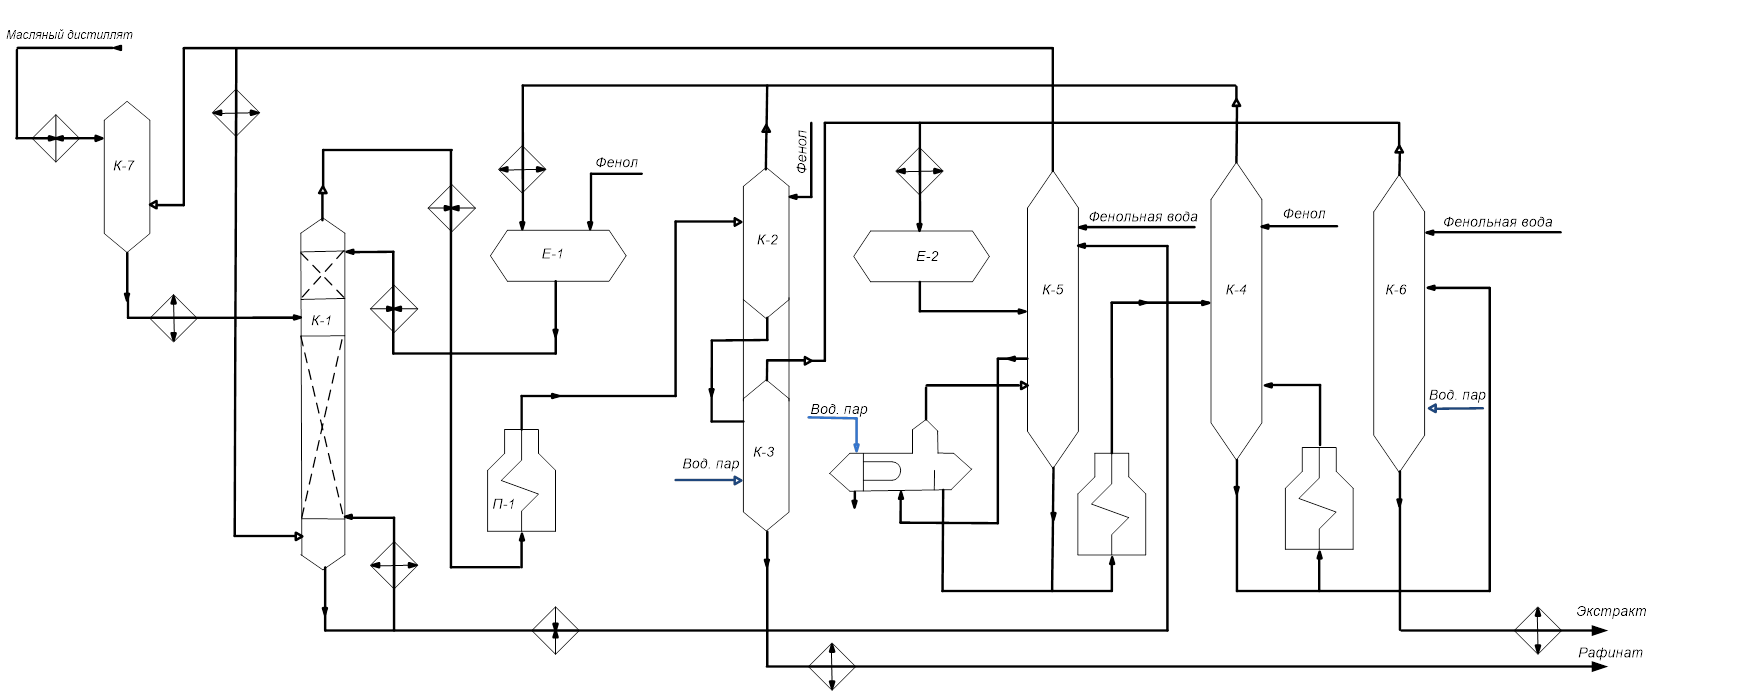 Масляный дистиллят
К-7
Фенол
Фенол
К-2
Е-1
Е-2
Фенольная вода
Фенол
Фенольная вода
К-1
К-5
К-4
К-6
Вод. пар
Вод. пар
К-3
Вод. пар
П-1
Экстракт
Рафинат